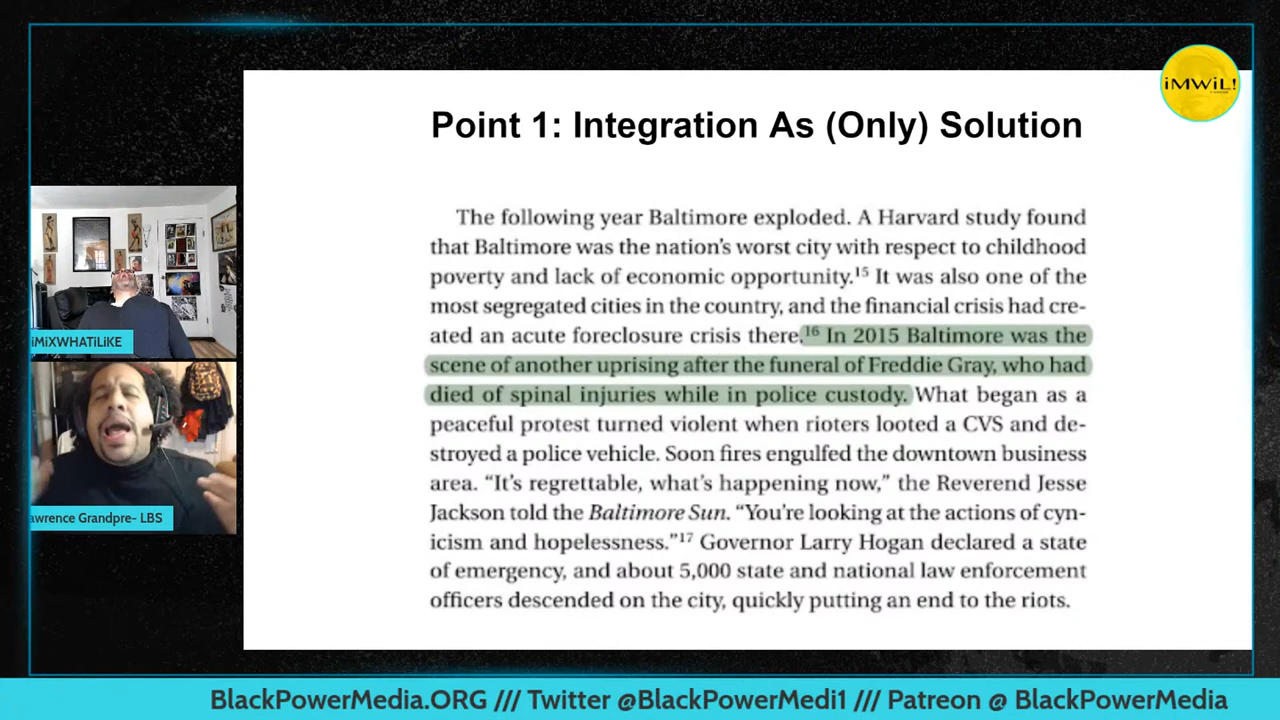 iMWiL!
Point 1: Integration As (Only) Solution
The following year Baltimore exploded. A Harvard study found
that Baltimore was the nation's worst city with respect to childhood
poverty and lack of economic opportunity.15 It was also one of the
most segregated cities in the country, and the financial crisis had cre-
ated an acute foreclosure crisis there.16 In 2015 Baltimore was the
scene of another uprising after the funeral of Freddie Gray, who had
died of spinal injuries while in police custody. What began as a
peaceful protest turned violent when rioters looted a CVS and de-
stroyed a police vehicle. Soon fires engulfed the downtown business
area. “It's regrettable, what's happening now,” the Reverend Jesse
Jackson told the Baltimore Sun. “You're looking at the actions of cyn-
icism and hopelessness.”17 Governor Larry Hogan declared a state
of emergency, and about 5,000 state and national law enforcement
officers descended on the city, quickly putting an end to the riots.
iMiXWHATiLiKE
awrence Grandpre- LBS
BlackPowerMedia.ORG /// Twitter @BlackPowerMedi1 /// Patreon @ BlackPowerMedia